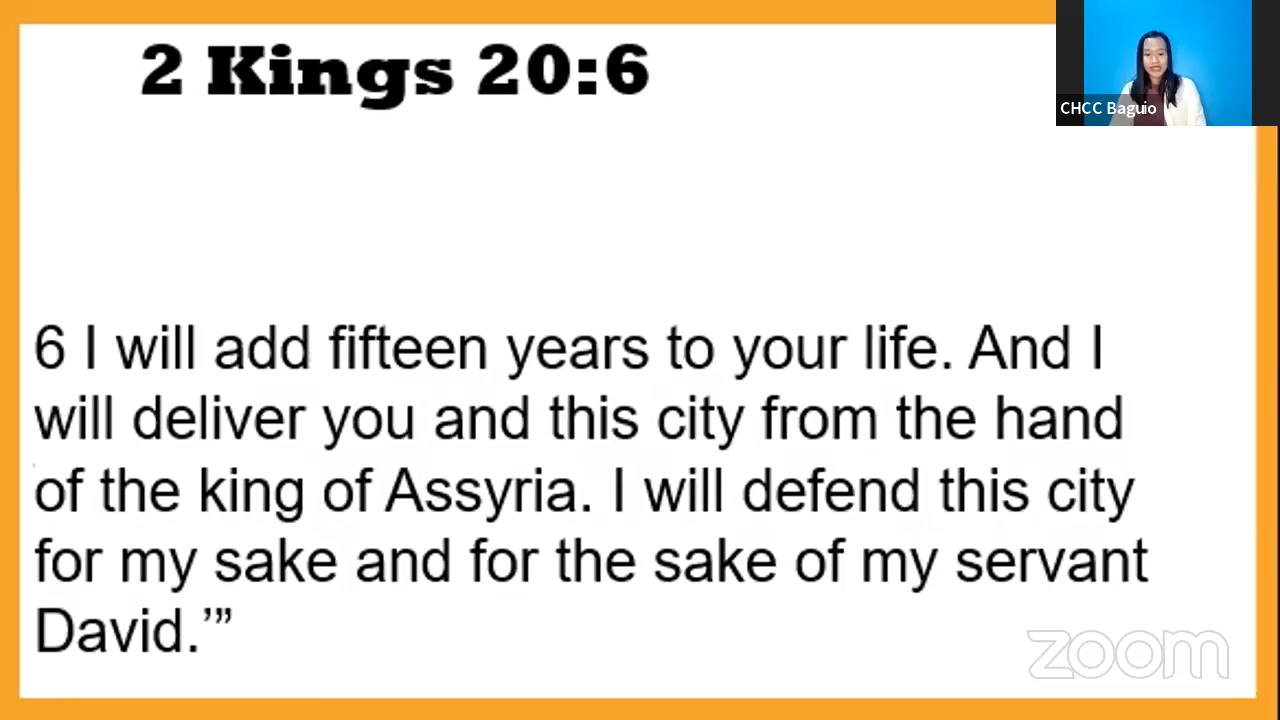 2 Kings 20:6
CHCC Baguio
6 I will add fifteen years to your life. And I
will deliver you and this city from the hand
of the king of Assyria. I will defend this city
for my sake and for the sake of my servant
David.’”
zoom